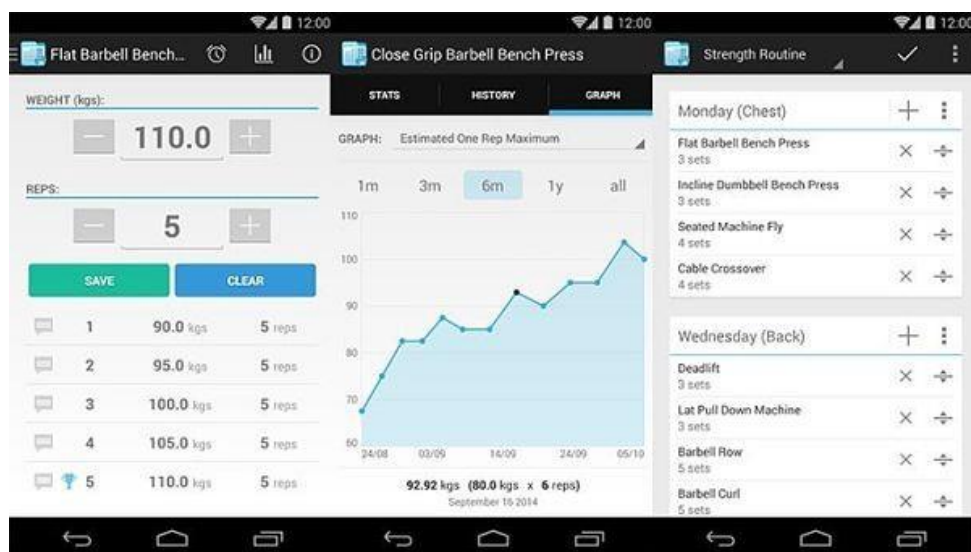 12:00
Flat Barbell Bench...
WEIGHT (kgs):
110.0
REPS:
5
SAVE CLEAR
1 90.0 kgs 5 reps
2 95.0 kgs 5 reps
3 100.0 kgs 5 reps
4 105.0 kgs 5 reps
5 110.0 kgs 5 reps
12:00
Close Grip Barbell Bench Press
STATS HISTORY GRAPH
GRAPH: Estimated One Rep Maximum
1m 3m 6m 1y all
110
100
90
80
70
60
24/08 03/09 14/09 24/09 05/10
92.92 kgs (80.0 kgs x 6 reps)
September 16 2014
12:00
Strength Routine
Monday (Chest)
Flat Barbell Bench Press
3 sets
Incline Dumbbell Bench Press
3 sets
Seated Machine Fly
4 sets
Cable Crossover
4 sets
Wednesday (Back)
Deadlift
3 sets
Lat Pull Down Machine
3 sets
Barbell Row
5 sets
Barbell Curl
5 sets